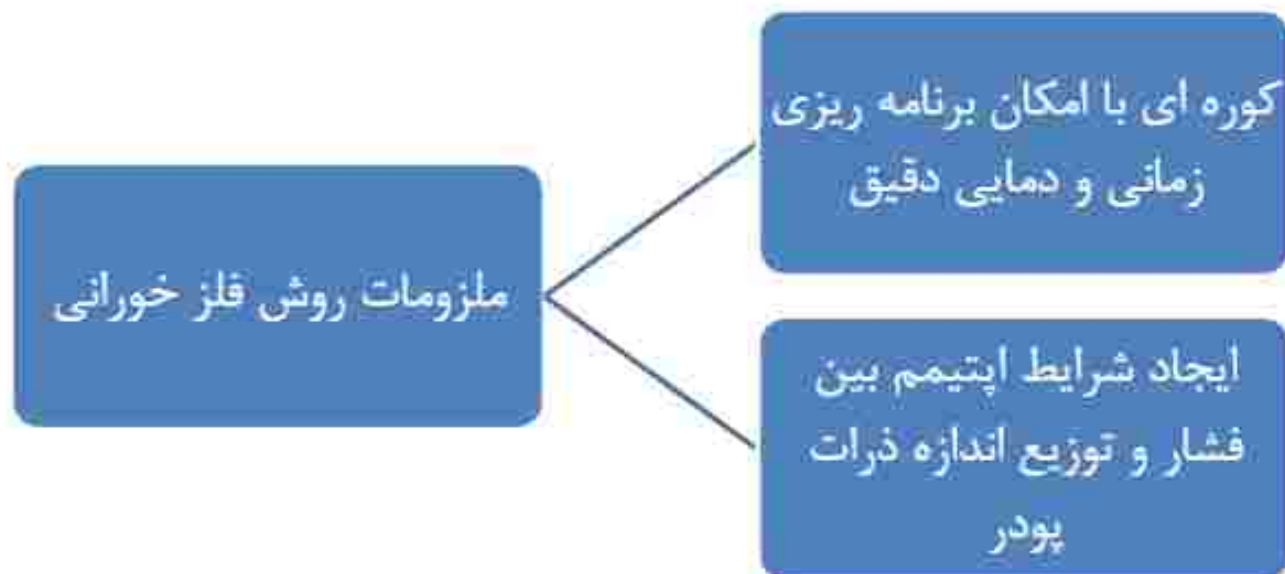 ملزومات روش فلز خورانی
کوره ای با امکان برنامه ریزی
زمانی و دمایی دقیق
ایجاد شرایط اپتیمم بین
فشار و توزیع اندازه ذرات
پودر